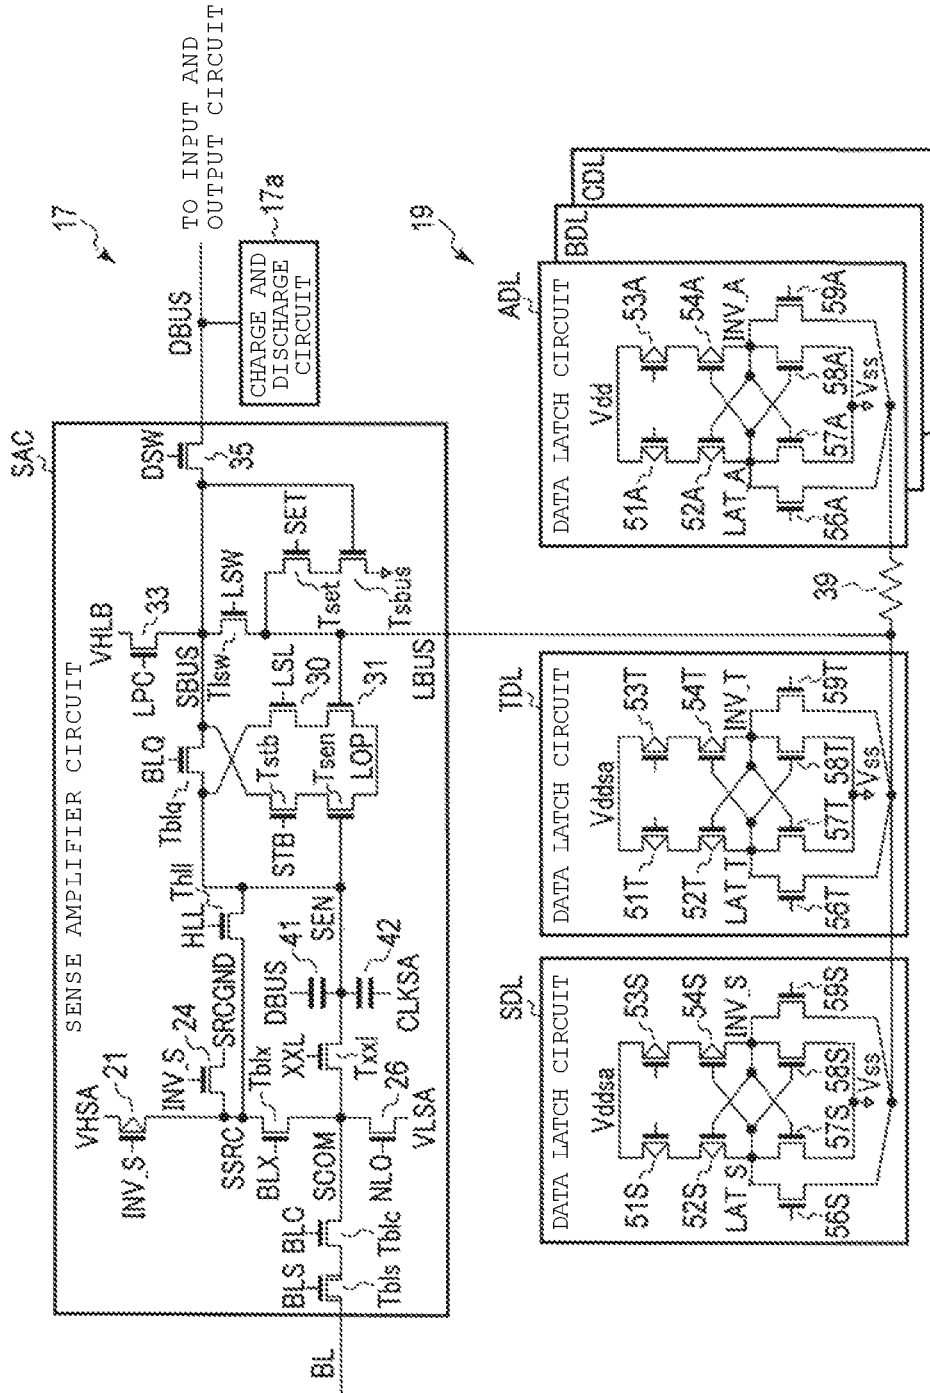 17
TO INPUT AND
OUTPUT CIRCUIT
DBUS
CHARGE AND
DISCHARGE
CIRCUIT
17a
SAC
SENSE AMPLIFIER CIRCUIT
VHSA
INV_S
21
INV_S
24
SRCGND
SSRC
BLX
Tblx
HLL
Thll
BLQ
Tblq
VHLB
LPC
33
SBUS
Tlsw
LSW
DSW
35
SET
Tset
Tsbus
STB
Tstb
LSL
30
Tsen
31
LOP
LBUS
SEN
DBUS
41
42
CLKSA
XXL
Txxl
SCOM
NLO
26
VLSA
BLS
BLC
Tbls
Tblc
BL
19
SDL
DATA LATCH CIRCUIT
Vddsa
51S
53S
52S
54S
LAT_S
INV_S
56S
57S
58S
59S
Vss
TDL
DATA LATCH CIRCUIT
Vddsa
51T
53T
52T
54T
LAT_T
INV_T
56T
57T
58T
59T
Vss
39
ADL
DATA LATCH CIRCUIT
Vdd
51A
53A
52A
54A
LAT_A
INV_A
56A
57A
58A
59A
Vss
BDL
CDL